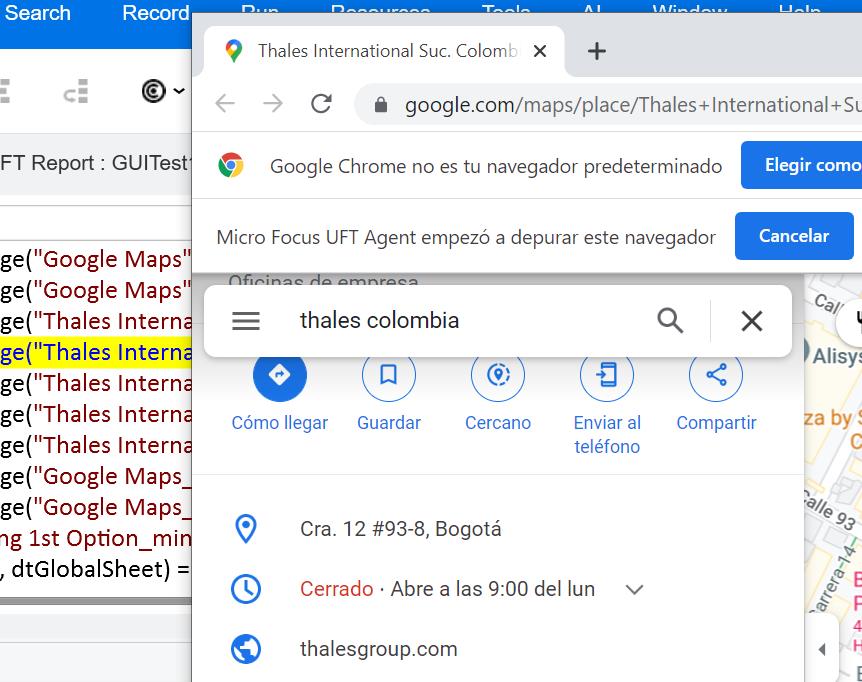 Search Record Run Resources Tools AI Window Help
Thales International Suc. Colomb
google.com/maps/place/Thales+International+Su
FT Report : GUITest
Google Chrome no es tu navegador predeterminado
Elegir como
Micro Focus UFT Agent empezó a depurar este navegador
Cancelar
ge("Google Maps"
ge("Google Maps"
ge("Thales Interna
ge("Thales Interna
ge("Thales Interna
ge("Thales Interna
ge("Thales Interna
ge("Google Maps_
ge("Google Maps_
ng 1st Option_min
, dtGlobalSheet) =
Oficinas de empresa
thales colombia
Cómo llegar
Guardar
Cercano
Enviar al
teléfono
Compartir
Cra. 12 #93-8, Bogotá
Cerrado · Abre a las 9:00 del lun
thalesgroup.com
Call
Alisys
za by S
C
Calle 93
Carrera-14